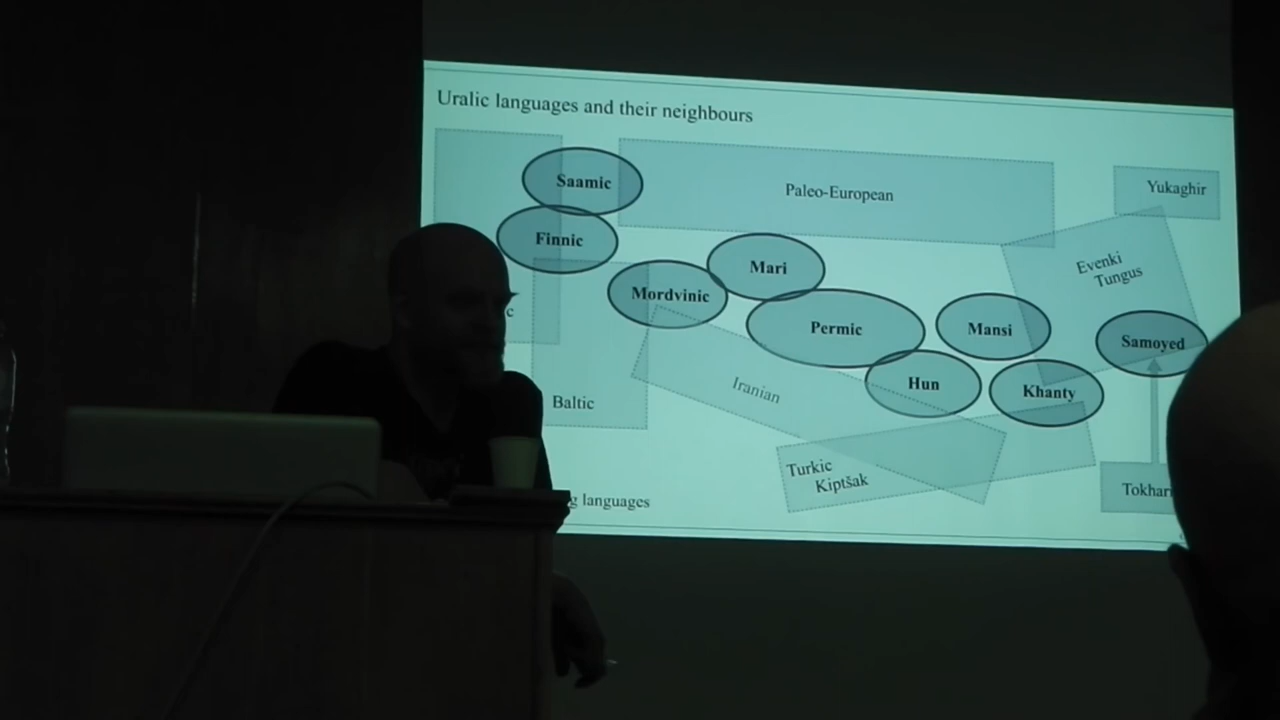 Uralic languages and their neighbours
Saamic
Paleo-European
Yukaghir
Finnic
Mari
Evenki
Tungus
Mordvinic
Permic
Mansi
Samoyed
Iranian
Hun
Khanty
Baltic
Turkic
Kiptšak
languages